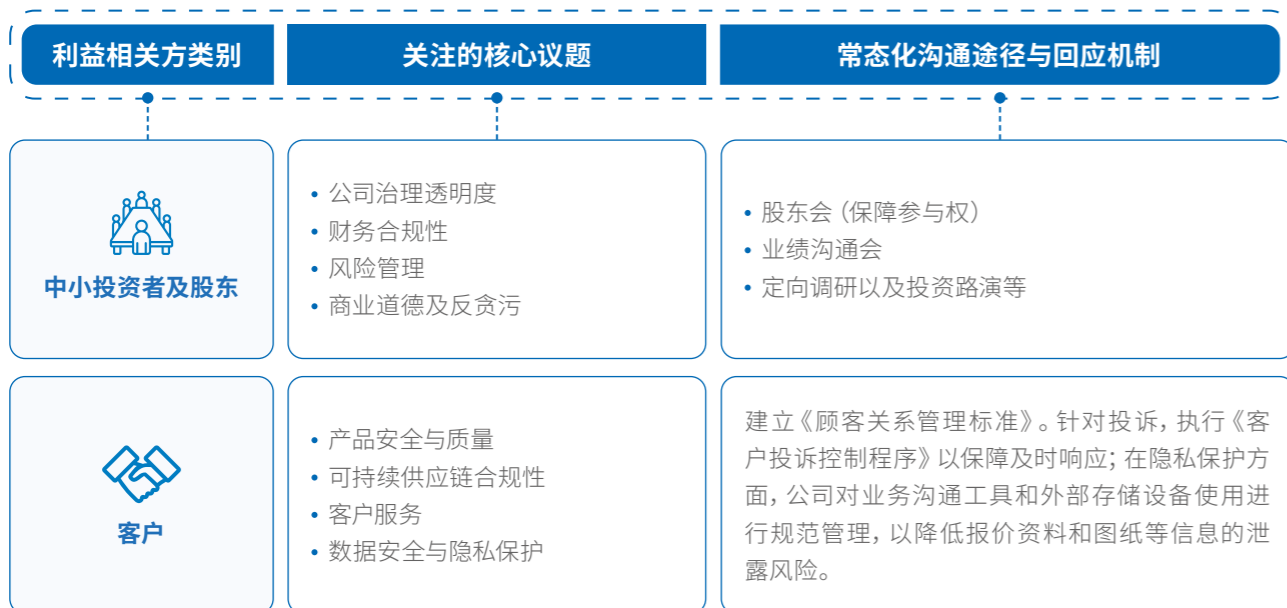 利益相关方类别
关注的核心议题
常态化沟通途径与回应机制
中小投资者及股东
• 公司治理透明度
• 财务合规性
• 风险管理
• 商业道德及反贪污
• 股东会（保障参与权）
• 业绩沟通会
• 定向调研以及投资路演等
客户
• 产品安全与质量
• 可持续供应链合规性
• 客户服务
• 数据安全与隐私保护
建立《顾客关系管理标准》。针对投诉，执行《客
户投诉控制程序》以保障及时响应；在隐私保护方
面，公司对业务沟通工具和外部存储设备使用进
行规范管理，以降低报价资料和图纸等信息的泄
露风险。